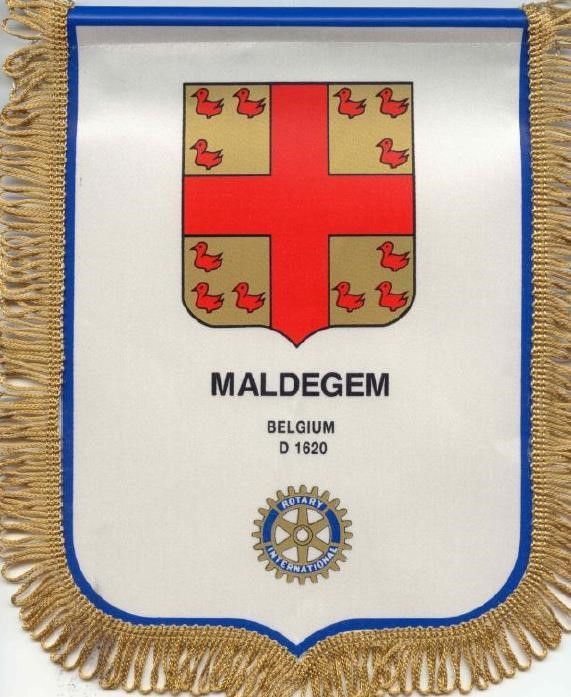 MALDEGEM
BELGIUM
D 1620
ROTARY
INTERNATIONAL